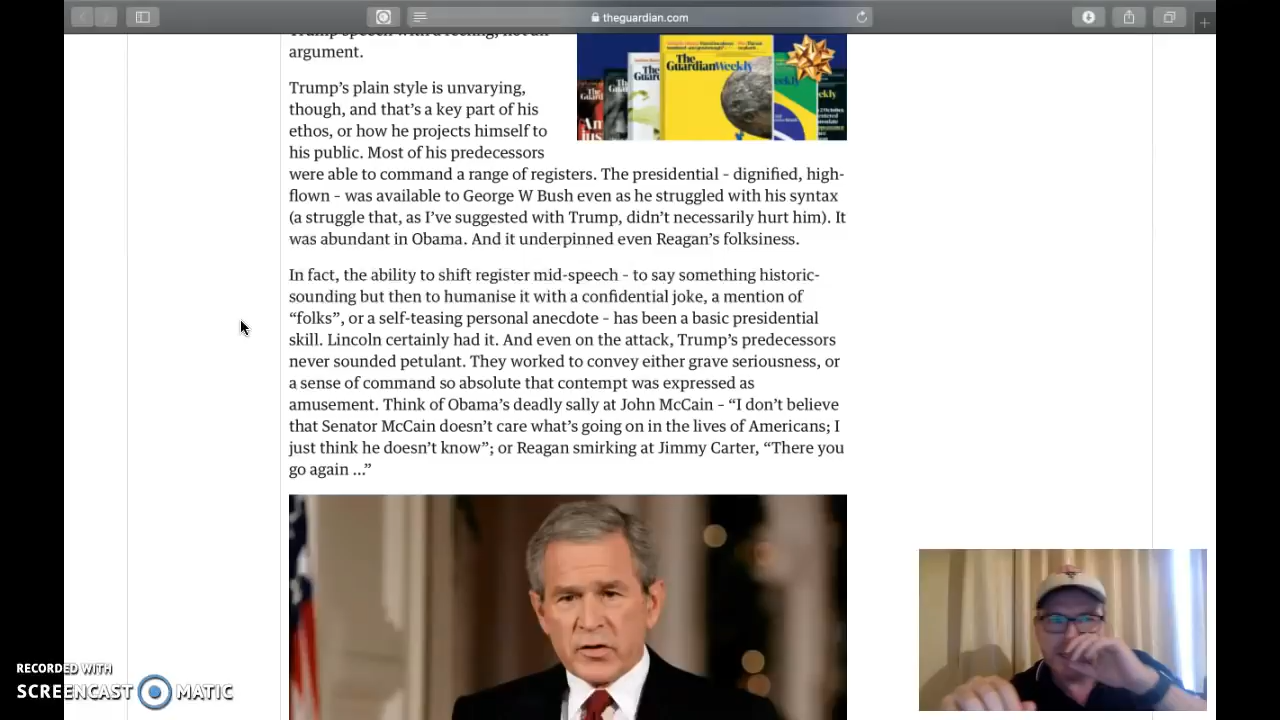 theguardian.com
argument.
The
GuardianWeekly
Trump’s plain style is unvarying,
though, and that’s a key part of his
ethos, or how he projects himself to
his public. Most of his predecessors
were able to command a range of registers. The presidential – dignified, high-
flown – was available to George W Bush even as he struggled with his syntax
(a struggle that, as I’ve suggested with Trump, didn’t necessarily hurt him). It
was abundant in Obama. And it underpinned even Reagan’s folksiness.
In fact, the ability to shift register mid-speech – to say something historic-
sounding but then to humanise it with a confidential joke, a mention of
“folks”, or a self-teasing personal anecdote – has been a basic presidential
skill. Lincoln certainly had it. And even on the attack, Trump’s predecessors
never sounded petulant. They worked to convey either grave seriousness, or
a sense of command so absolute that contempt was expressed as
amusement. Think of Obama’s deadly sally at John McCain – “I don’t believe
that Senator McCain doesn’t care what’s going on in the lives of Americans; I
just think he doesn’t know”; or Reagan smirking at Jimmy Carter, “There you
go again ...”
RECORDED WITH
SCREENCAST MATIC